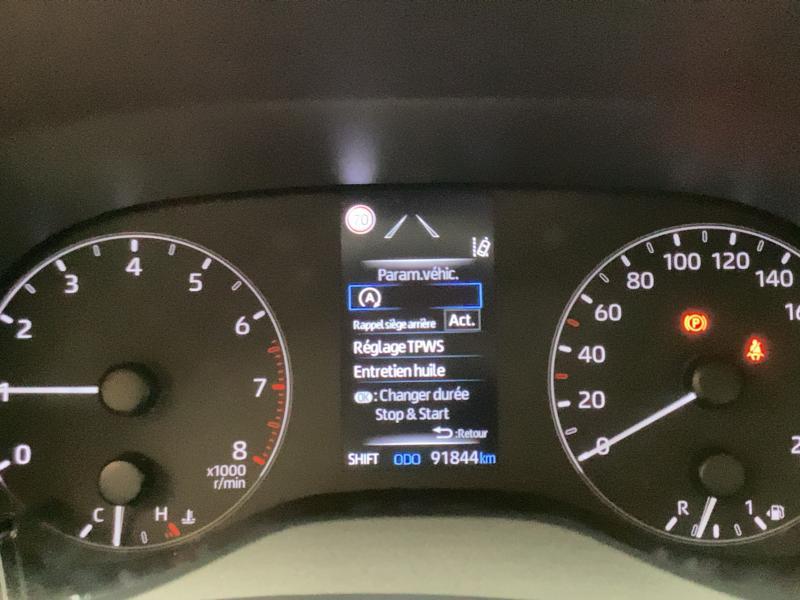 70
Param.véhic.
A
Rappel siège arrière Act.
Réglage TPWS
Entretien huile
OK : Changer durée
Stop & Start
:Retour
SHIFT ODO 91844 km
0 1 2 3 4 5 6 7 8
x1000
r/min
C H
0 20 40 60 80 100 120 140
P
R 1